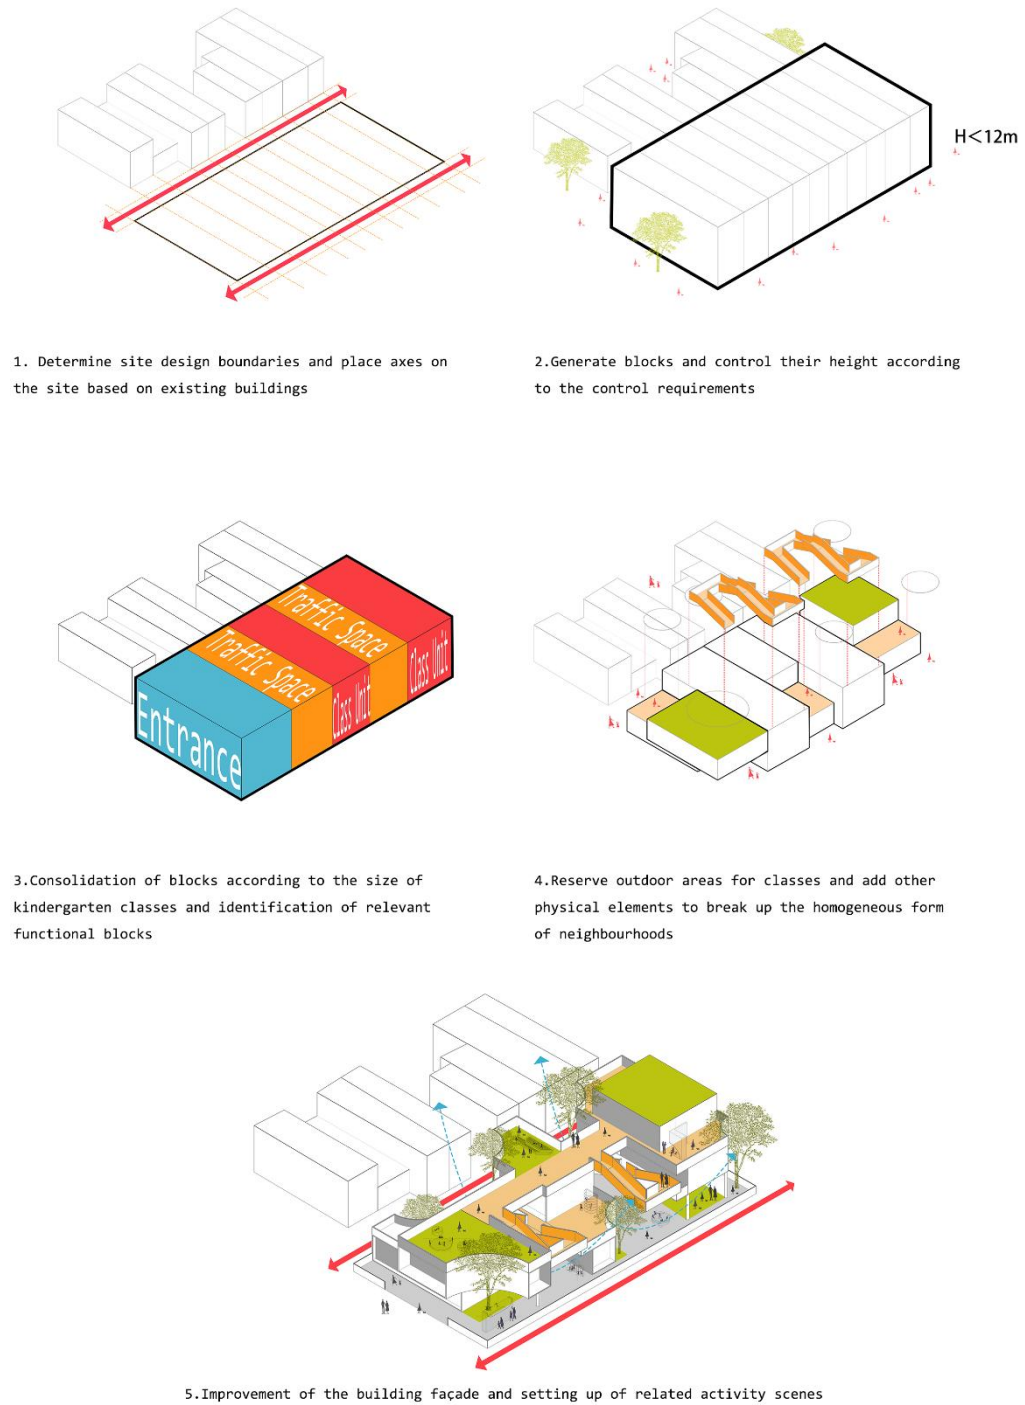 H<12m
1. Determine site design boundaries and place axes on
the site based on existing buildings
2.Generate blocks and control their height according
to the control requirements
Traffic Space
Traffic Space
Class Unit
Class Unit
Entrance
3.Consolidation of blocks according to the size of
kindergarten classes and identification of relevant
functional blocks
4.Reserve outdoor areas for classes and add other
physical elements to break up the homogeneous form
of neighbourhoods
5.Improvement of the building façade and setting up of related activity scenes